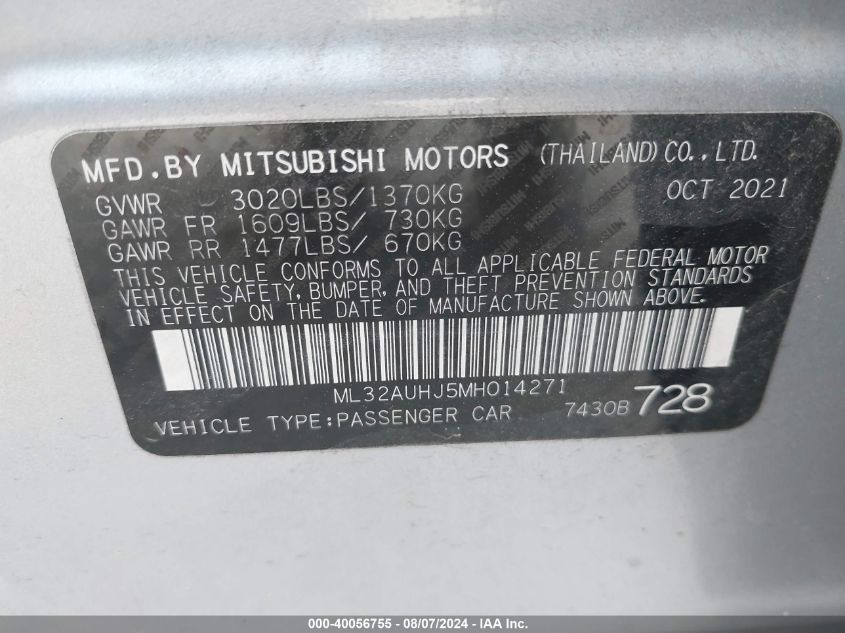 MFD.BY MITSUBISHI MOTORS (THAILAND)CO.,LTD.
GVWR 3020LBS/1370KG OCT 2021
GAWR FR 1609LBS/ 730KG
GAWR RR 1477LBS/ 670KG
THIS VEHICLE CONFORMS TO ALL APPLICABLE FEDERAL MOTOR
VEHICLE SAFETY, BUMPER, AND THEFT PREVENTION STANDARDS
IN EFFECT ON THE DATE OF MANUFACTURE SHOWN ABOVE.
ML32AUHJ5MH014271
VEHICLE TYPE:PASSENGER CAR 7430B 728
000-40056755 - 08/07/2024 - IAA Inc.